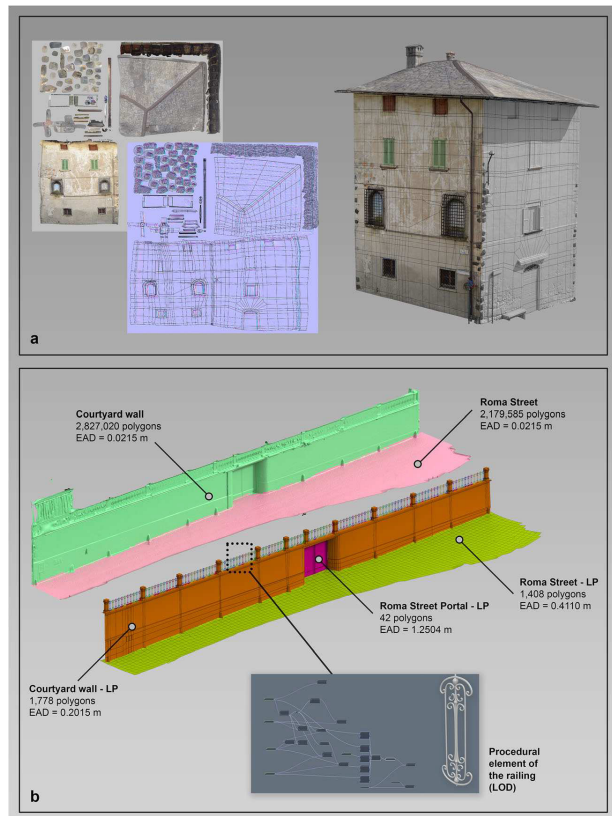 a
Courtyard wall
2,827,020 polygons
EAD = 0.0215 m
Roma Street
2,179,585 polygons
EAD = 0.0215 m
Roma Street - LP
1,408 polygons
EAD = 0.4110 m
Roma Street Portal - LP
42 polygons
EAD = 1.2504 m
Courtyard wall - LP
1,778 polygons
EAD = 0.2015 m
Procedural
element of
the railing
(LOD)
b